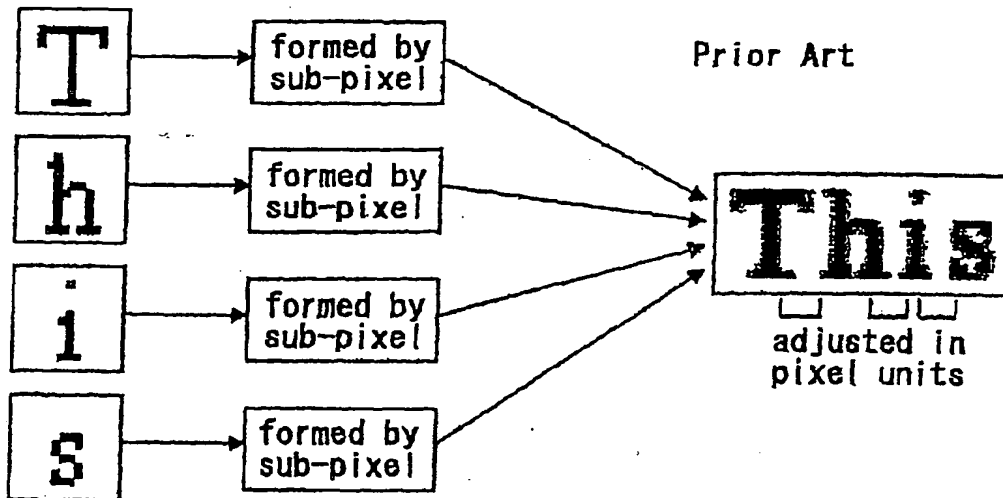 T
formed by
sub-pixel
Prior Art
h
formed by
sub-pixel
This
i
formed by
sub-pixel
adjusted in
pixel units
s
formed by
sub-pixel